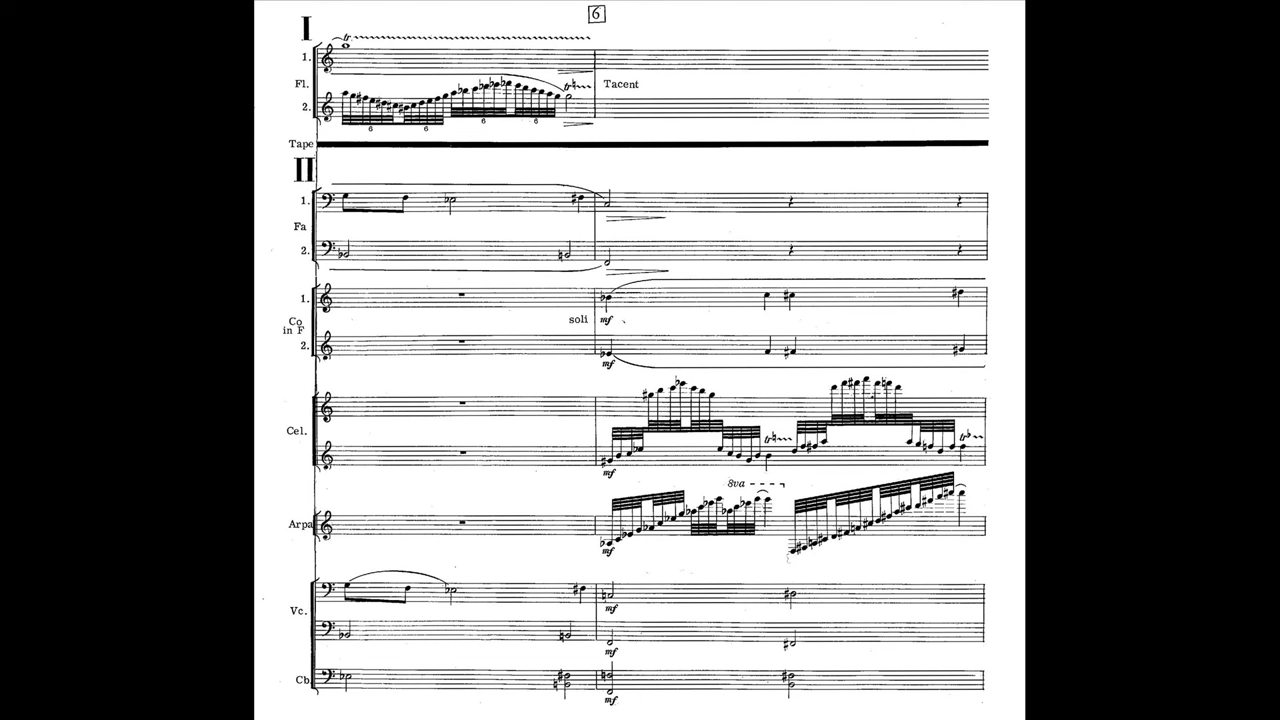 6
I
tr
1.
Fl.
tr
Tacent
2.
6 6 6 6
Tape
II
1.
Fa
2.
1.
Co
in F
soli mf
2.
mf
Cel.
tr tr
mf
8va
Arpa
mf
Vc.
mf
mf
Cb
mf